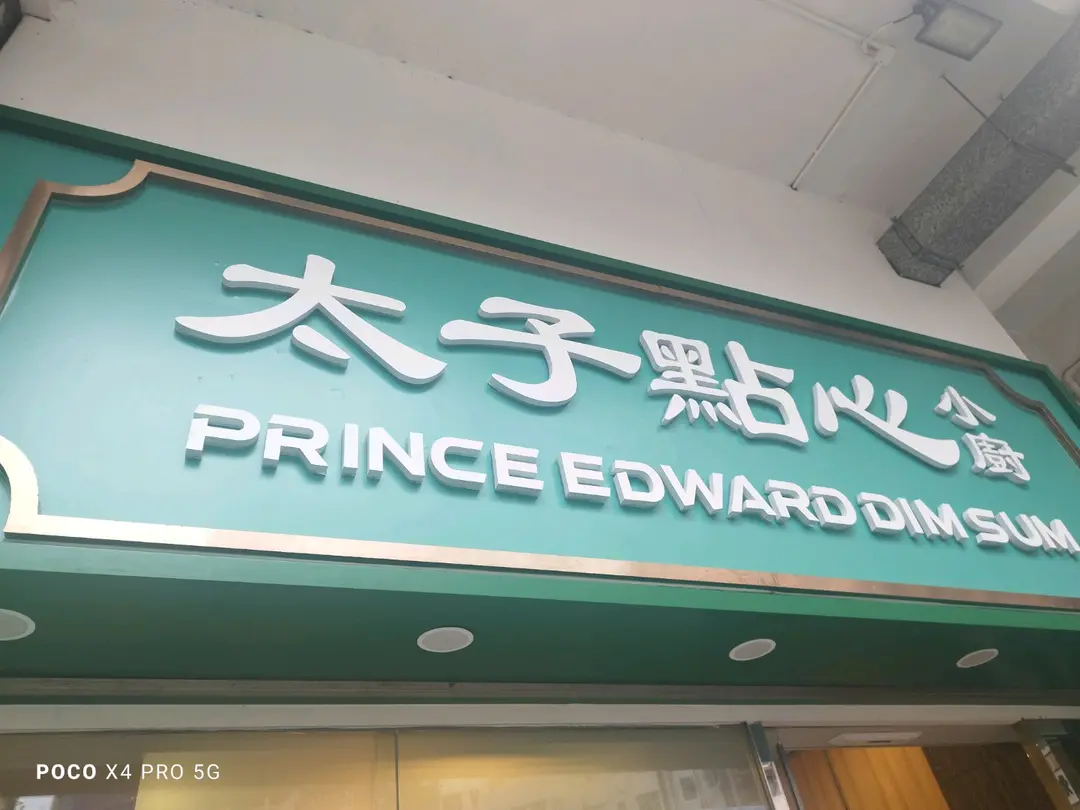 太子點心小廚
PRINCE EDWARD DIM SUM
POCO X4 PRO 5G